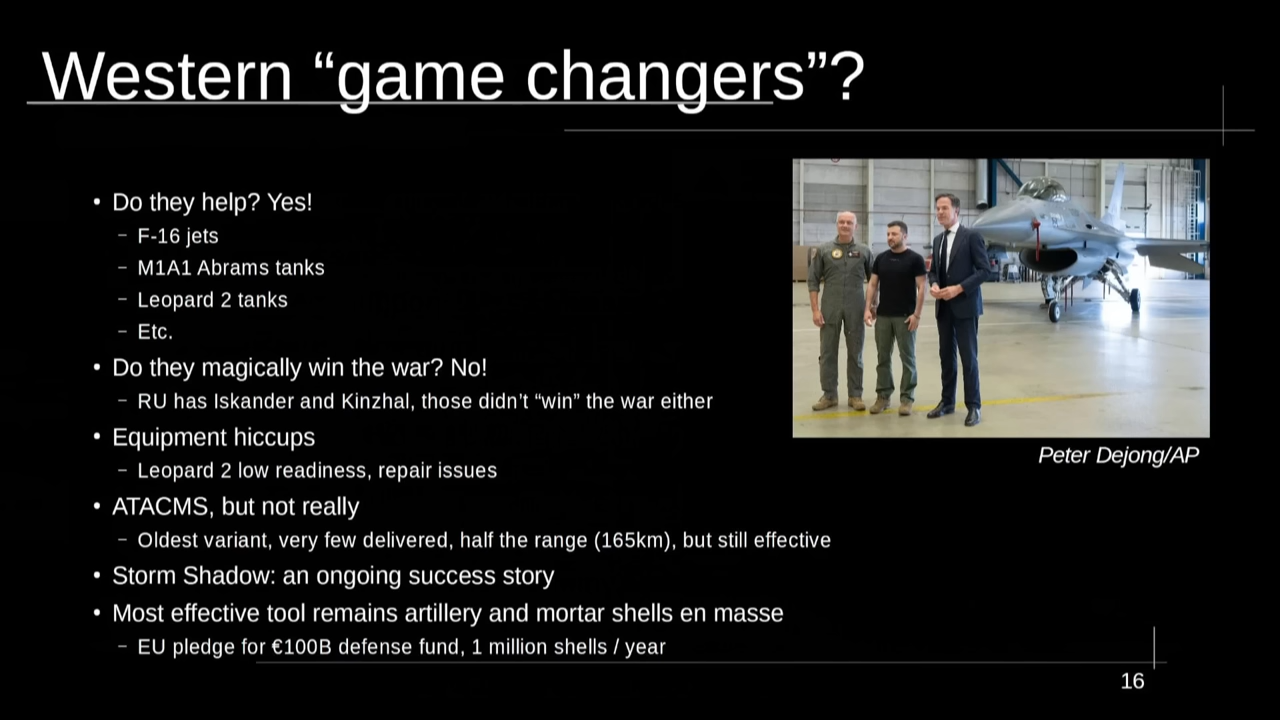 Western “game changers”?
• Do they help? Yes!
– F-16 jets
– M1A1 Abrams tanks
– Leopard 2 tanks
– Etc.
• Do they magically win the war? No!
– RU has Iskander and Kinzhal, those didn’t “win” the war either
• Equipment hiccups
– Leopard 2 low readiness, repair issues
• ATACMS, but not really
– Oldest variant, very few delivered, half the range (165km), but still effective
• Storm Shadow: an ongoing success story
• Most effective tool remains artillery and mortar shells en masse
– EU pledge for €100B defense fund, 1 million shells / year
Peter Dejong/AP
16